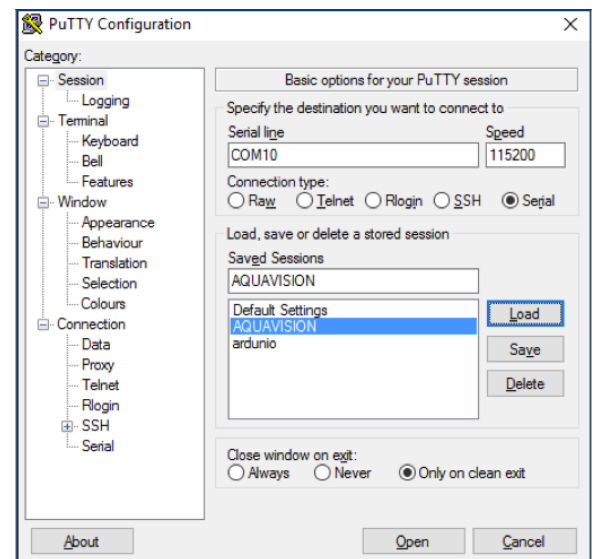 PuTTY Configuration
Category:
Session
Logging
Terminal
Keyboard
Bell
Features
Window
Appearance
Behaviour
Translation
Selection
Colours
Connection
Data
Proxy
Telnet
Rlogin
SSH
Serial
Basic options for your PuTTY session
Specify the destination you want to connect to
Serial line Speed
COM10 115200
Connection type:
Raw Telnet Rlogin SSH Serial
Load, save or delete a stored session
Saved Sessions
AQUAVISION
Default Settings
AQUAVISION
ardunio
Load
Save
Delete
Close window on exit:
Always Never Only on clean exit
About Open Cancel